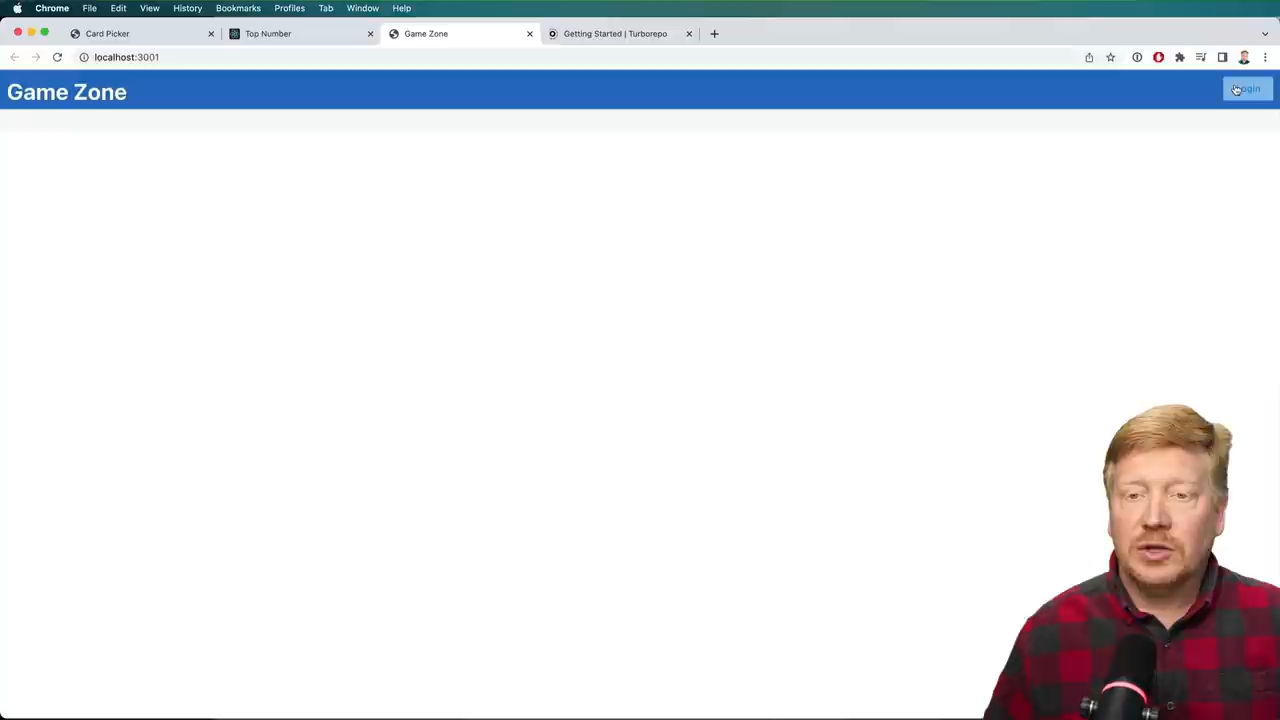 Chrome File Edit View History Bookmarks Profiles Tab Window Help
Card Picker Top Number Game Zone Getting Started | Turborepo
localhost:3001
Game Zone
Login